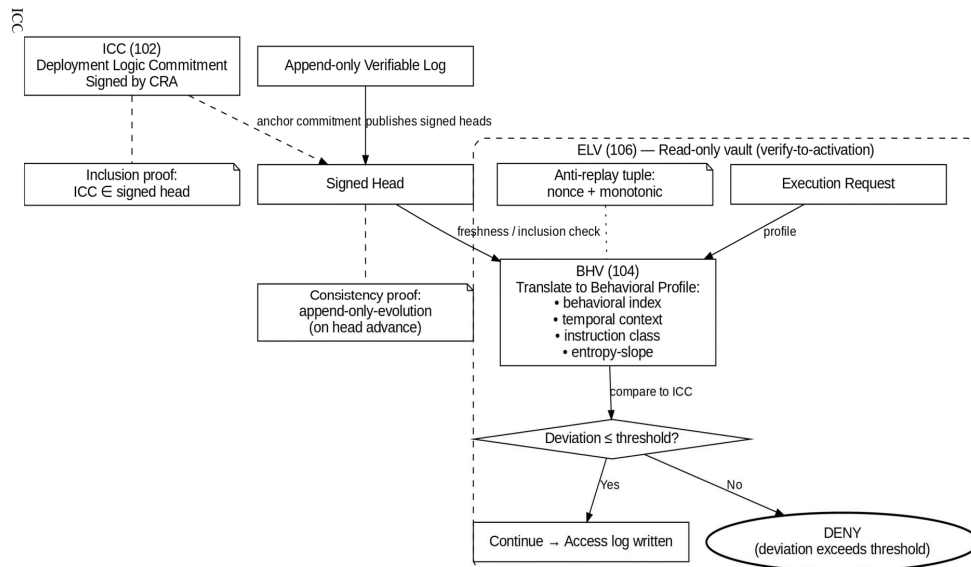 ICC
ICC (102)
Deployment Logic Commitment
Signed by CRA
Append-only Verifiable Log
anchor commitment
publishes signed heads
ELV (106) — Read-only vault (verify-to-activation)
Inclusion proof:
ICC ∈ signed head
Signed Head
Anti-replay tuple:
nonce + monotonic
Execution Request
freshness / inclusion check
profile
Consistency proof:
append-only-evolution
(on head advance)
BHV (104)
Translate to Behavioral Profile:
• behavioral index
• temporal context
• instruction class
• entropy-slope
compare to ICC
Deviation ≤ threshold?
Yes
No
Continue → Access log written
DENY
(deviation exceeds threshold)